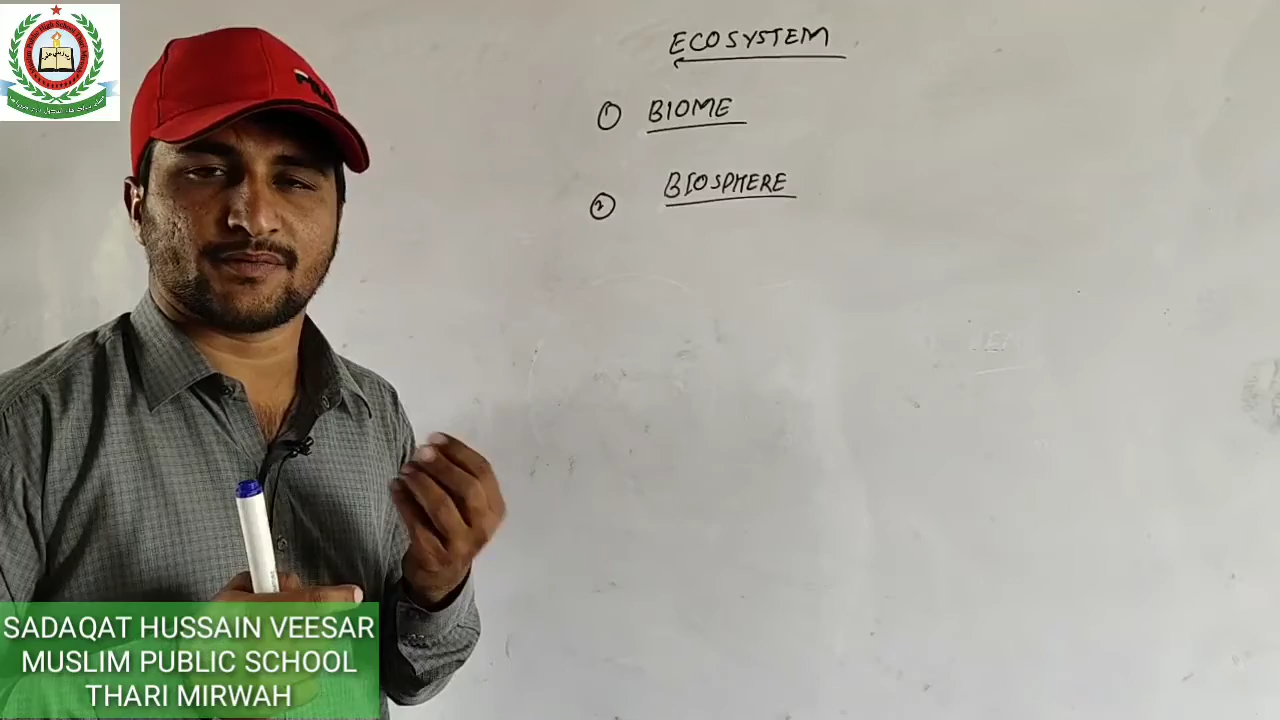 ECOSYSTEM
1 BIOME
2 BIOSPHERE
SADAQAT HUSSAIN VEESAR
MUSLIM PUBLIC SCHOOL
THARI MIRWAH